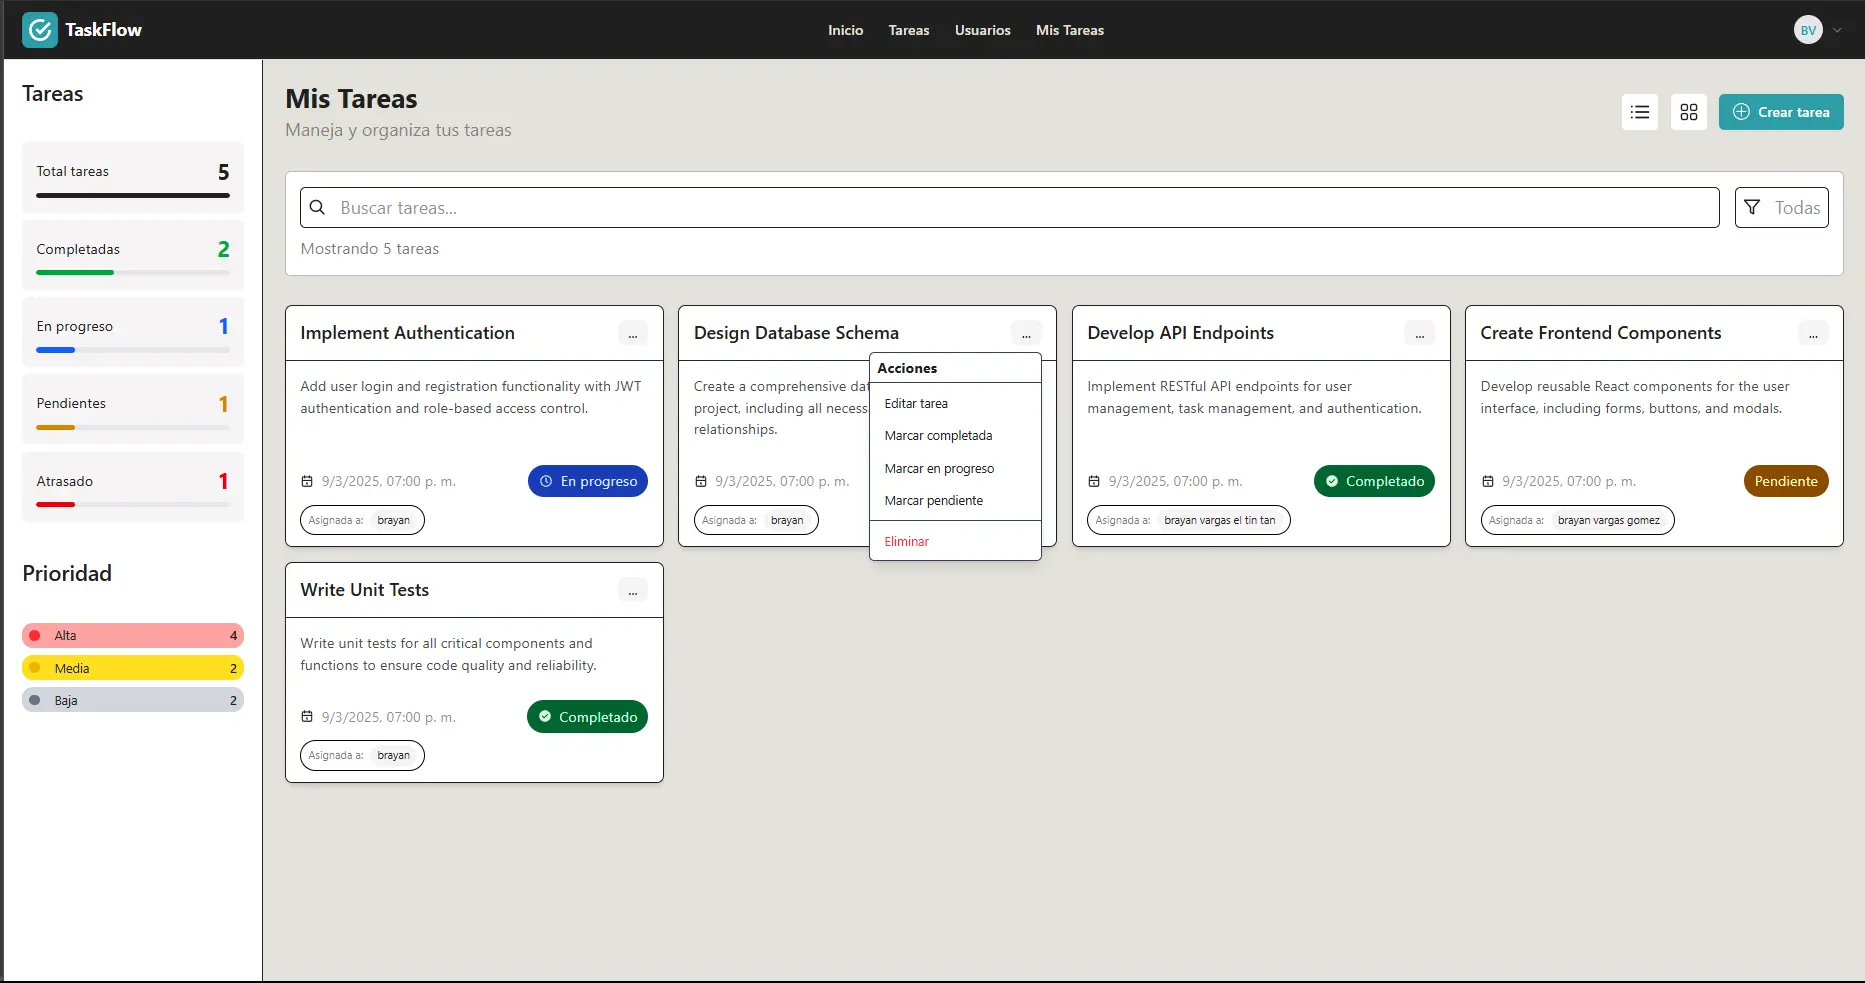 TaskFlow
Inicio
Tareas
Usuarios
Mis Tareas
BV
Tareas
Total tareas 5
Completadas 2
En progreso 1
Pendientes 1
Atrasado 1
Prioridad
Alta 4
Media 2
Baja 2
Mis Tareas
Maneja y organiza tus tareas
Crear tarea
Buscar tareas...
Todas
Mostrando 5 tareas
Implement Authentication ...
Add user login and registration functionality with JWT
authentication and role-based access control.
9/3/2025, 07:00 p. m.
En progreso
Asignada a: brayan
Design Database Schema ...
Create a comprehensive
project, including all
relationships.
9/3/2025, 07:00 p. m.
Asignada a: brayan
Acciones
Editar tarea
Marcar completada
Marcar en progreso
Marcar pendiente
Eliminar
Develop API Endpoints ...
Implement RESTful API endpoints for user
management, task management, and authentication.
9/3/2025, 07:00 p. m.
Completado
Asignada a: brayan vargas el tin tan
Create Frontend Components ...
Develop reusable React components for the user
interface, including forms, buttons, and modals.
9/3/2025, 07:00 p. m.
Pendiente
Asignada a: brayan vargas gomez
Write Unit Tests ...
Write unit tests for all critical components and
functions to ensure code quality and reliability.
9/3/2025, 07:00 p. m.
Completado
Asignada a: brayan